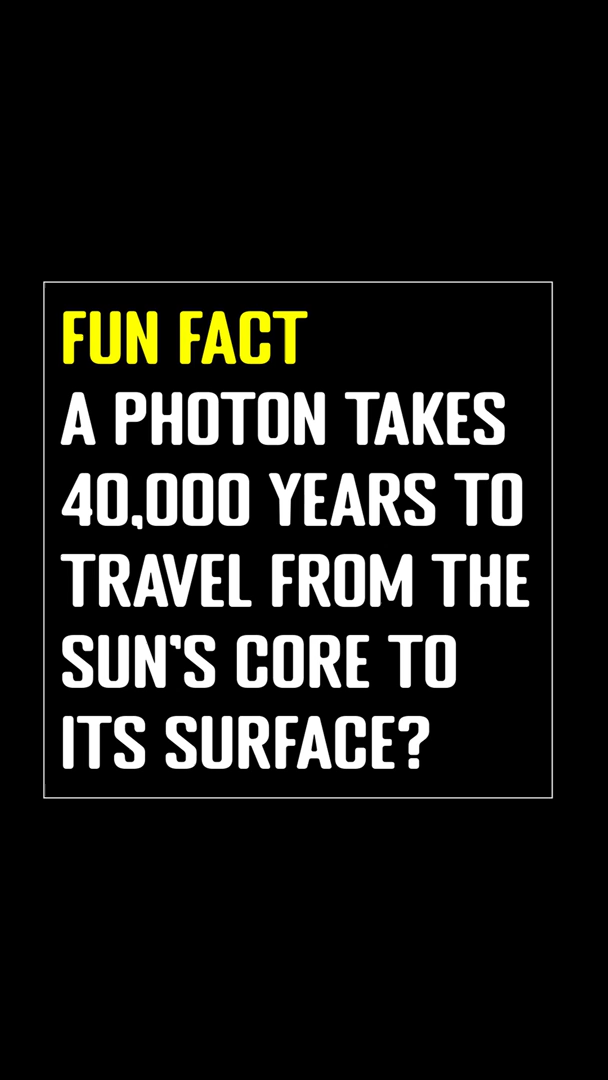 FUN FACT
A PHOTON TAKES
40,000 YEARS TO
TRAVEL FROM THE
SUN'S CORE TO
ITS SURFACE?